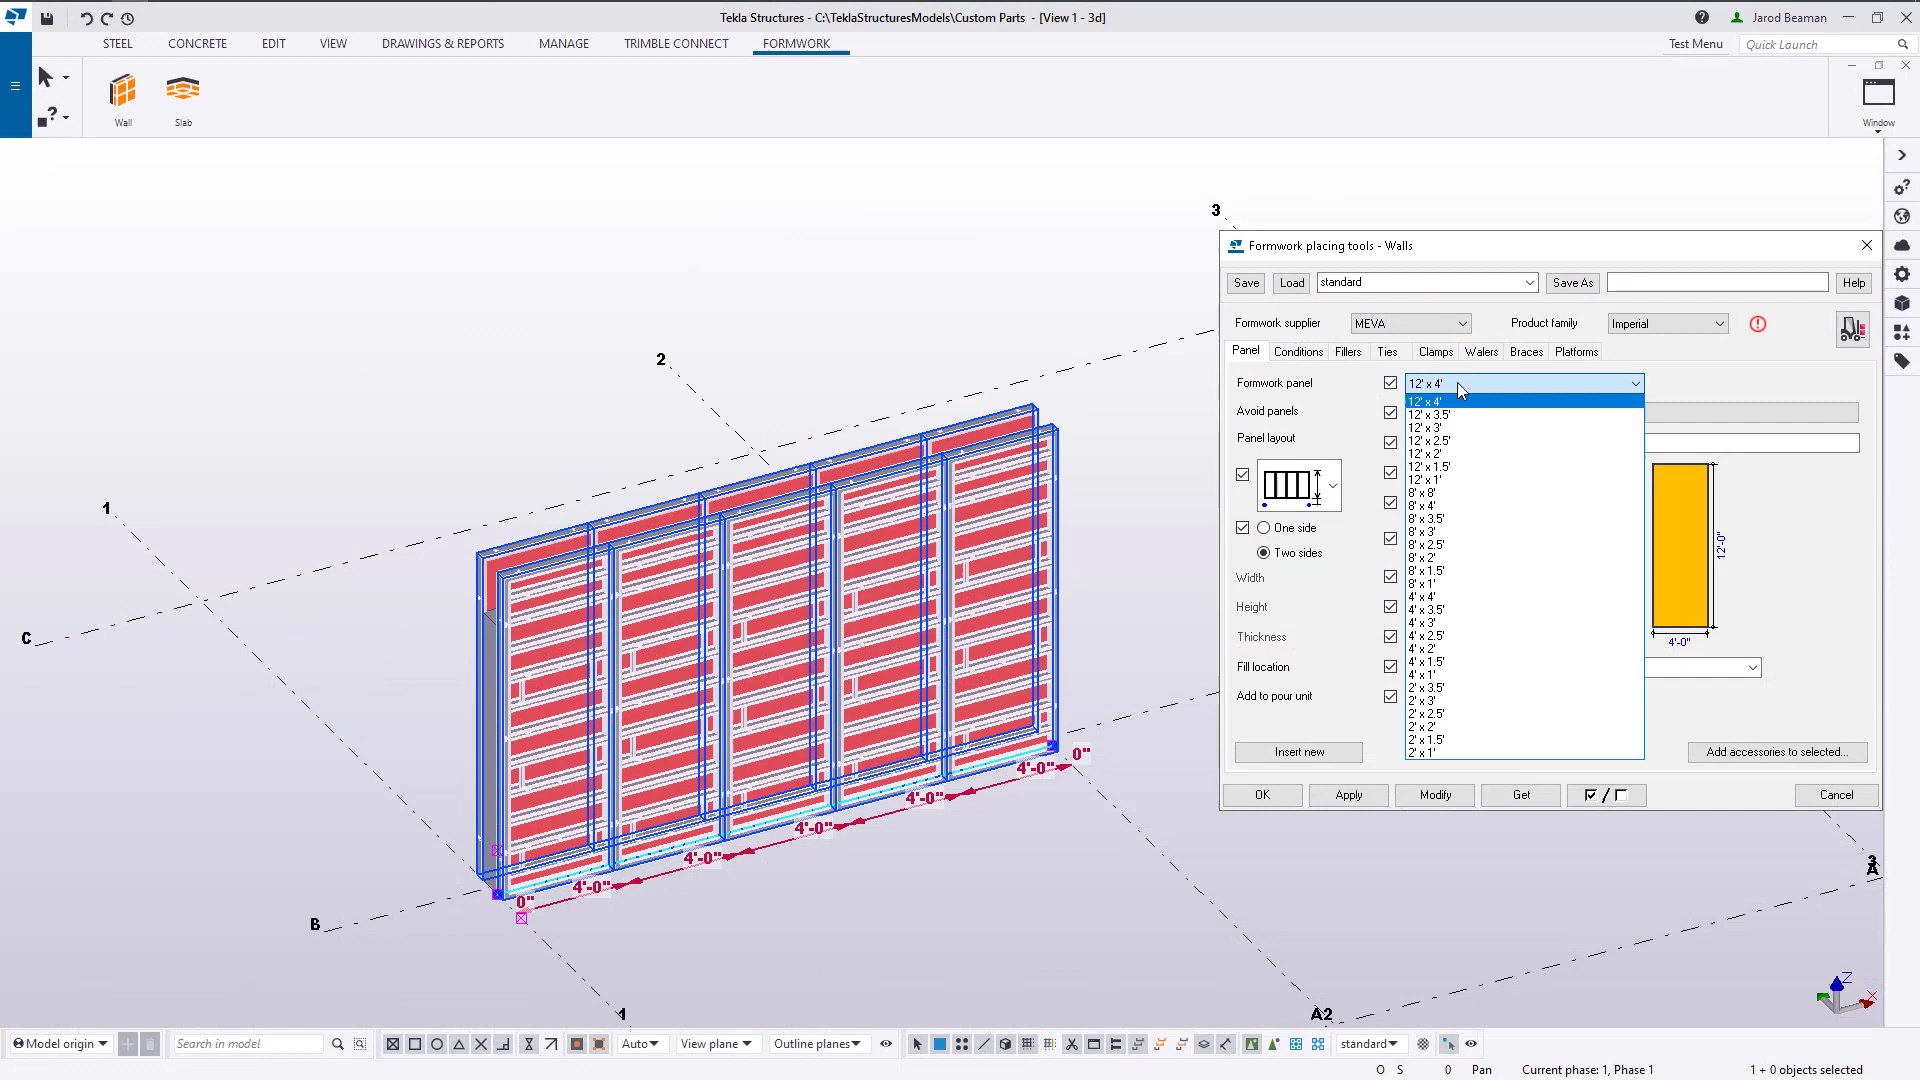 Tekla Structures - C:\TeklaStructuresModels\Custom Parts - [View 1 - 3d]
Jarod Beaman
STEEL CONCRETE EDIT VIEW DRAWINGS & REPORTS MANAGE TRIMBLE CONNECT FORMWORK
Test Menu
Quick Launch
Wall
Slab
Window
3
2
1
C
B
1
A2
3
A
0"
4'-0"
4'-0"
4'-0"
4'-0"
4'-0"
0"
Z
X
Formwork placing tools - Walls
Save
Load
standard
Save As
Help
Formwork supplier
MEVA
Product family
Imperial
Panel Conditions Fillers Ties Clamps Walers Braces Platforms
Formwork panel
12' x 4'
Avoid panels
Panel layout
One side
Two sides
Width
Height
Thickness
Fill location
Add to pour unit
12' x 4'
12' x 3.5'
12' x 3'
12' x 2.5'
12' x 2'
12' x 1.5'
12' x 1'
8' x 8'
8' x 4'
8' x 3.5'
8' x 3'
8' x 2.5'
8' x 2'
8' x 1.5'
8' x 1'
4' x 4'
4' x 3.5'
4' x 3'
4' x 2.5'
4' x 2'
4' x 1.5'
4' x 1'
2' x 3.5'
2' x 3'
2' x 2.5'
2' x 2'
2' x 1.5'
2' x 1'
12'-0"
4'-0"
Insert new
Add accessories to selected...
OK
Apply
Modify
Get
/
Cancel
Model origin
Search in model
Auto
View plane
Outline planes
standard
O S 0 Pan Current phase: 1, Phase 1 1 + 0 objects selected